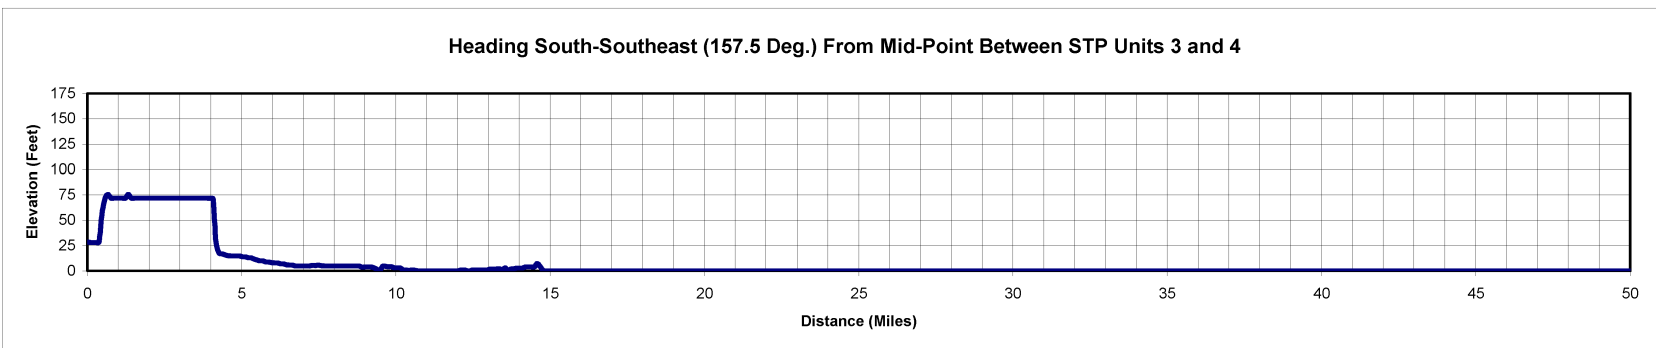 Heading South-Southeast (157.5 Deg.) From Mid-Point Between STP Units 3 and 4
175
150
125
100
75
50
25
0
Elevation (Feet)
0 5 10 15 20 25 30 35 40 45 50
Distance (Miles)